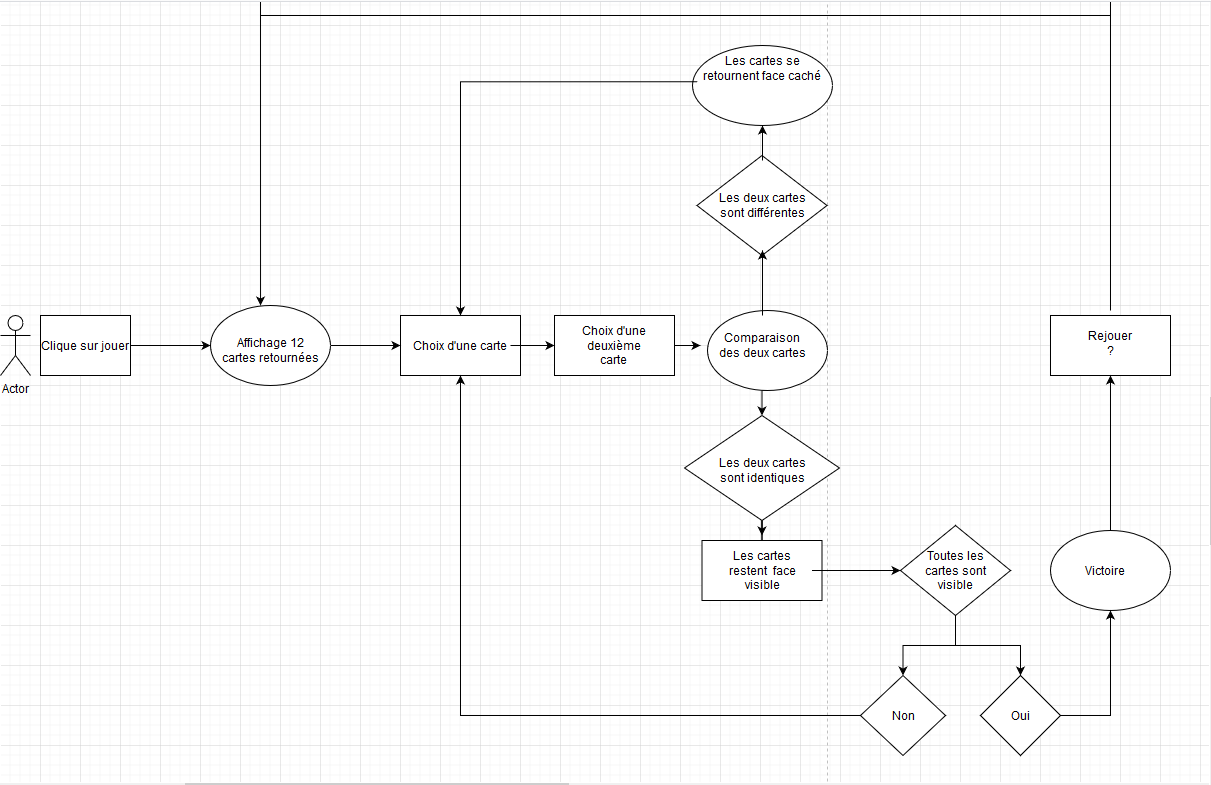 Les cartes se
retournent face caché
Les deux cartes
sont différentes
Clique sur jouer
Actor
Affichage 12
cartes retournées
Choix d'une carte
Choix d'une
deuxième
carte
Comparaison
des deux cartes
Rejouer
?
Les deux cartes
sont identiques
Les cartes
restent face
visible
Toutes les
cartes sont
visible
Victoire
Non
Oui